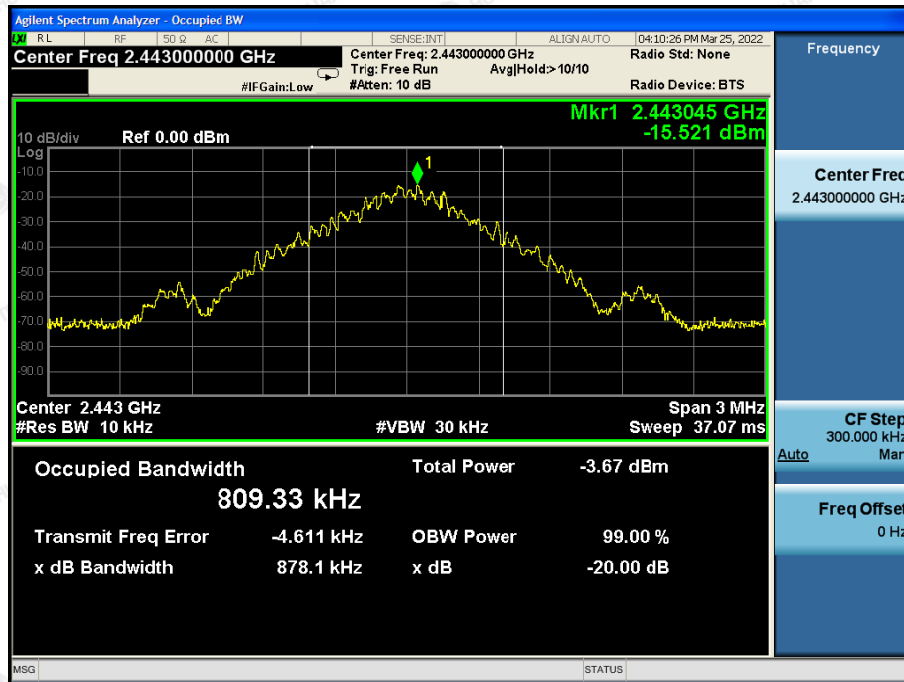 Agilent Spectrum Analyzer - Occupied BW
LXI RL RF 50 Ω AC SENSE:INT ALIGN AUTO 04:10:26 PM Mar 25, 2022
Center Freq 2.443000000 GHz
Center Freq: 2.443000000 GHz Radio Std: None
Trig: Free Run Avg|Hold:>10/10
#IFGain:Low #Atten: 10 dB Radio Device: BTS
Mkr1 2.443045 GHz
-15.521 dBm
10 dB/div Ref 0.00 dBm
Log
1
-10.0
-20.0
-30.0
-40.0
-50.0
-60.0
-70.0
-80.0
-90.0
Center 2.443 GHz Span 3 MHz
#Res BW 10 kHz #VBW 30 kHz Sweep 37.07 ms
Occupied Bandwidth Total Power -3.67 dBm
809.33 kHz
Transmit Freq Error -4.611 kHz OBW Power 99.00 %
x dB Bandwidth 878.1 kHz x dB -20.00 dB
MSG STATUS
Frequency
Center Freq
2.443000000 GHz
CF Step
300.000 kHz
Auto Man
Freq Offset
0 Hz